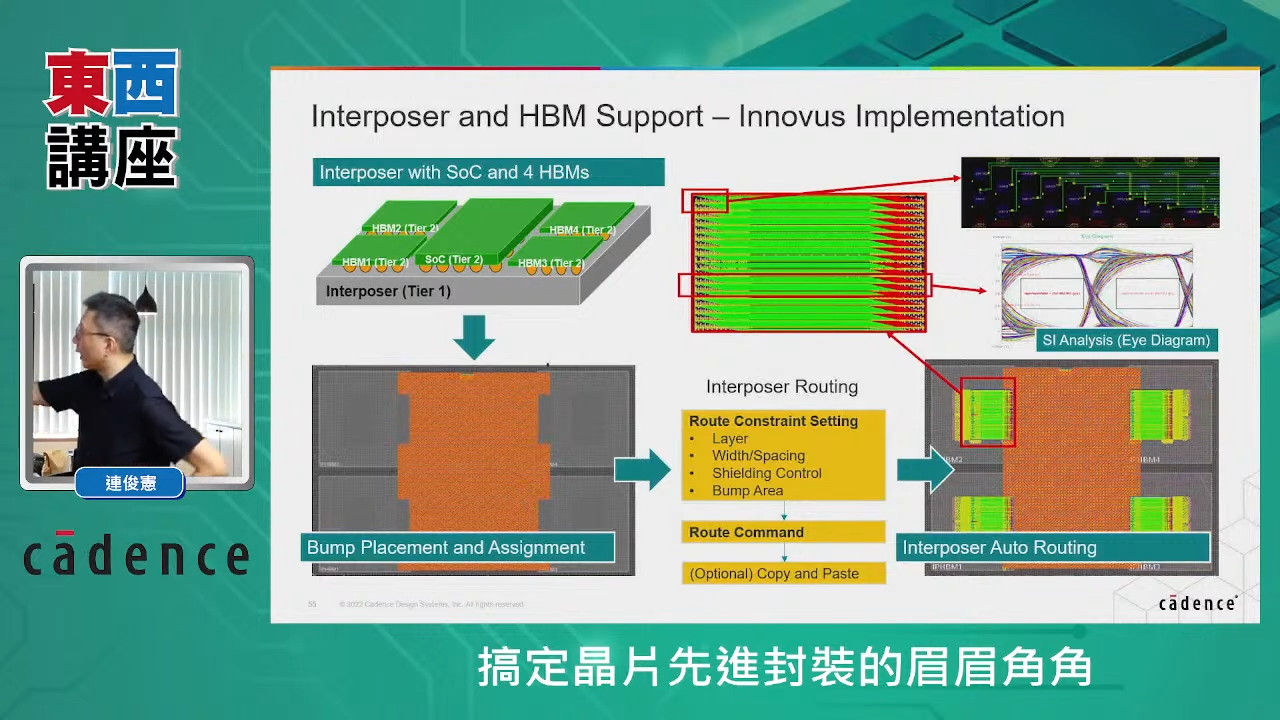 東西
講座
連俊憲
cādence
Interposer and HBM Support – Innovus Implementation
Interposer with SoC and 4 HBMs
HBM2 (Tier 2)
HBM4 (Tier 2)
HBM1 (Tier 2)
SoC (Tier 2)
HBM3 (Tier 2)
Interposer (Tier 1)
SI Analysis (Eye Diagram)
Bump Placement and Assignment
Interposer Routing
Route Constraint Setting
• Layer
• Width/Spacing
• Shielding Control
• Bump Area
Route Command
(Optional) Copy and Paste
Interposer Auto Routing
55
© 2022 Cadence Design Systems, Inc. All rights reserved.
cādence®
搞定晶片先進封裝的眉眉角角